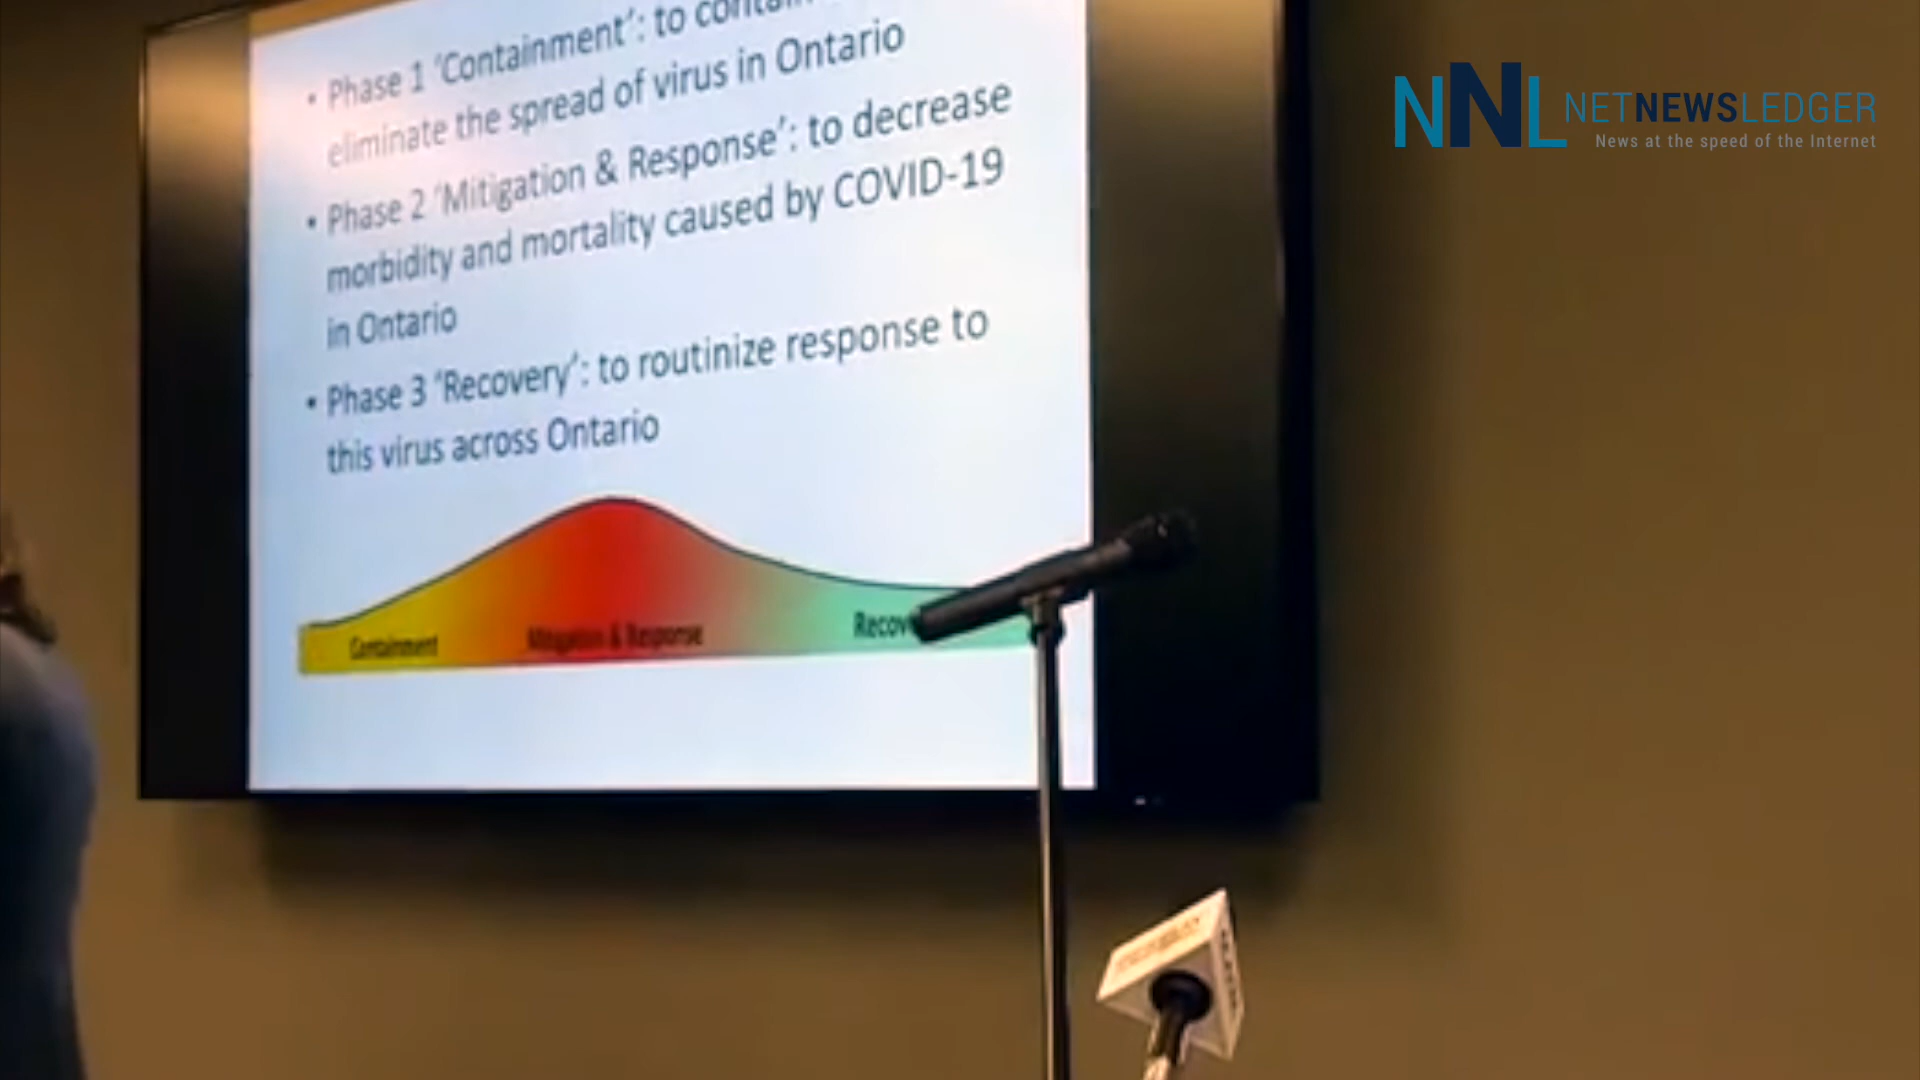 • Phase 1 ‘Containment’: to contain
eliminate the spread of virus in Ontario
• Phase 2 ‘Mitigation & Response’: to decrease
morbidity and mortality caused by COVID-19
in Ontario
• Phase 3 ‘Recovery’: to routinize response to
this virus across Ontario
Containment
Mitigation & Response
Recov
NNL NETNEWSLEDGER
News at the speed of the Internet